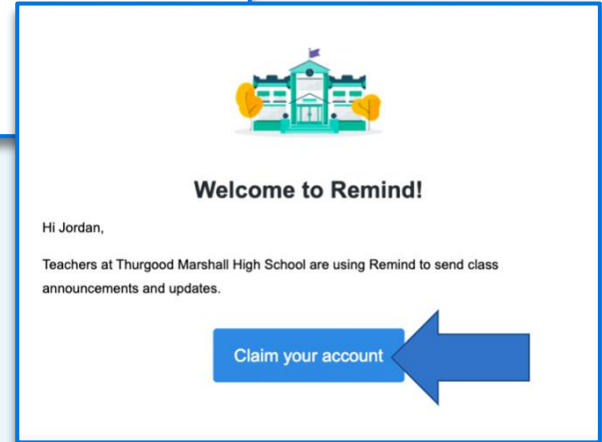 Welcome to Remind!
Hi Jordan,
Teachers at Thurgood Marshall High School are using Remind to send class
announcements and updates.
Claim your account